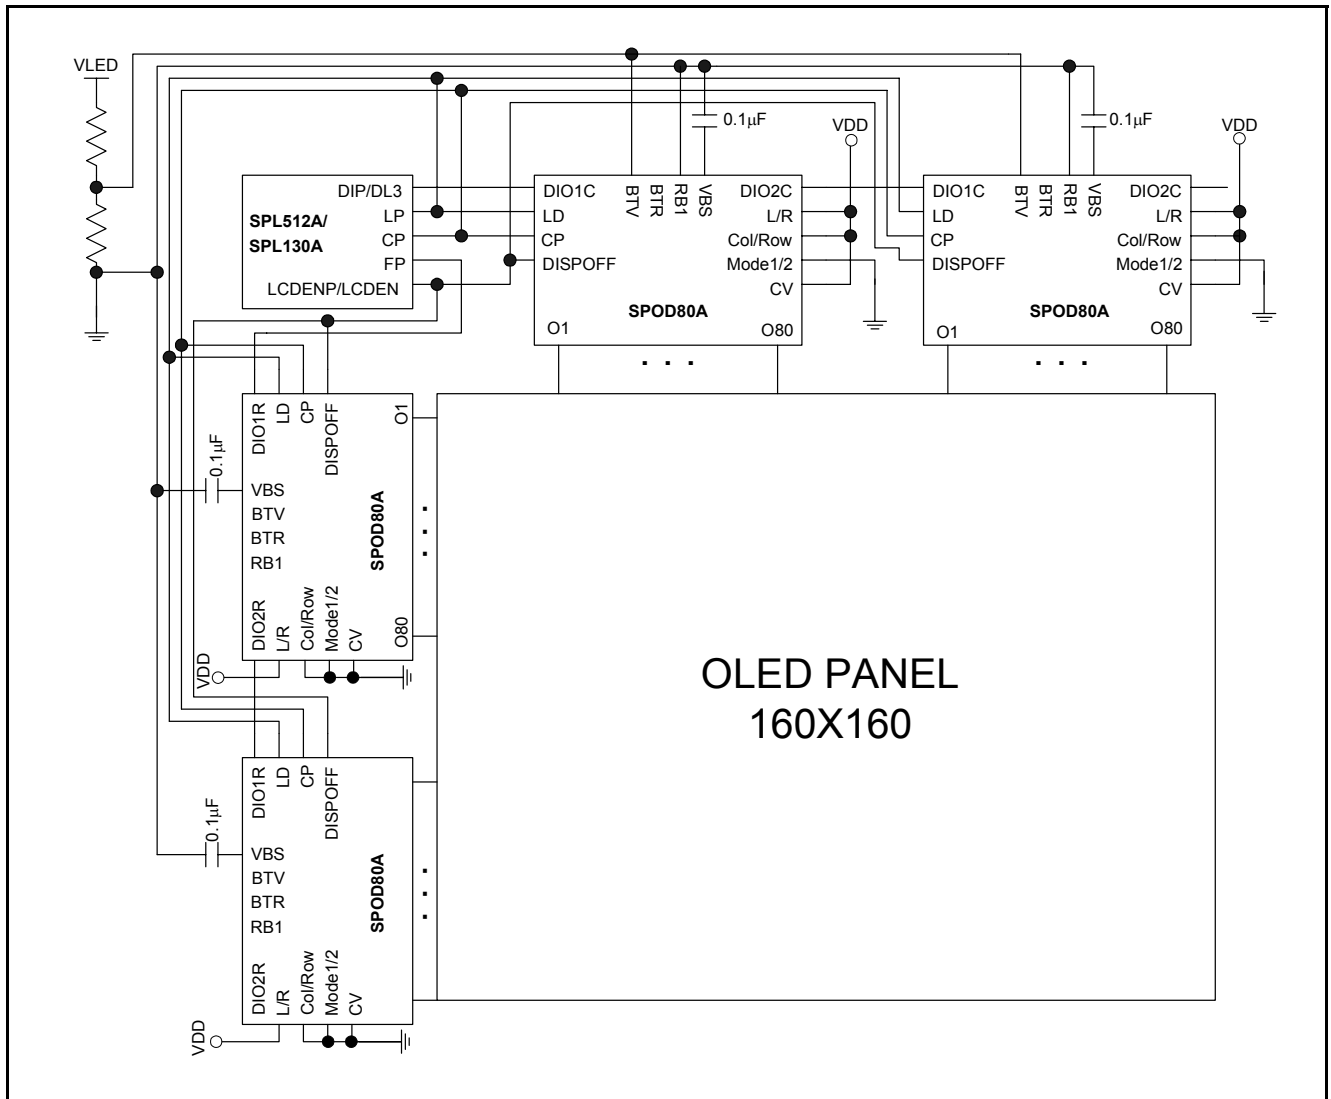 VLED
0.1μF
VDD
0.1μF
VDD
SPL512A/
SPL130A
DIP/DL3
LP
CP
FP
LCDENP/LCDEN
DIO1C
LD
CP
DISPOFF
BTV
BTR
RB1
VBS
DIO2C
L/R
Col/Row
Mode1/2
CV
SPOD80A
O1
O80
. . .
DIO1C
LD
CP
DISPOFF
BTV
BTR
RB1
VBS
DIO2C
L/R
Col/Row
Mode1/2
CV
SPOD80A
O1
O80
. . .
DIO1R
LD
CP
DISPOFF
O1
0.1μF
VBS
BTV
BTR
RB1
SPOD80A
. . .
DIO2R
L/R
Col/Row
Mode1/2
CV
O80
VDD
OLED PANEL
160X160
DIO1R
LD
CP
DISPOFF
0.1μF
VBS
BTV
BTR
RB1
SPOD80A
. . .
DIO2R
L/R
Col/Row
Mode1/2
CV
VDD